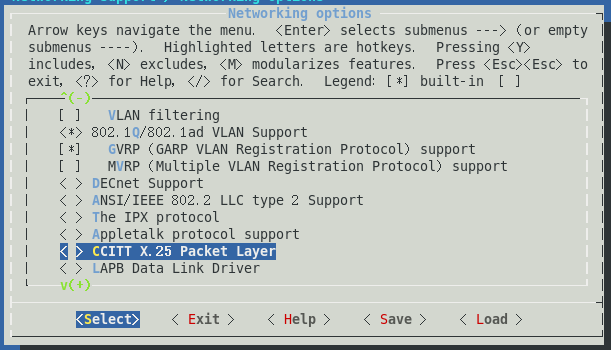 Networking options
Arrow keys navigate the menu. <Enter> selects submenus ---> (or empty
submenus ----). Highlighted letters are hotkeys. Pressing <Y>
includes, <N> excludes, <M> modularizes features. Press <Esc><Esc> to
exit, <?> for Help, </> for Search. Legend: [*] built-in [ ]
^(-)
[ ] VLAN filtering
<*> 802.1Q/802.1ad VLAN Support
[*] GVRP (GARP VLAN Registration Protocol) support
[ ] MVRP (Multiple VLAN Registration Protocol) support
< > DECnet Support
< > ANSI/IEEE 802.2 LLC type 2 Support
< > The IPX protocol
< > Appletalk protocol support
< > CCITT X.25 Packet Layer
< > LAPB Data Link Driver
v(+)
<Select> < Exit > < Help > < Save > < Load >